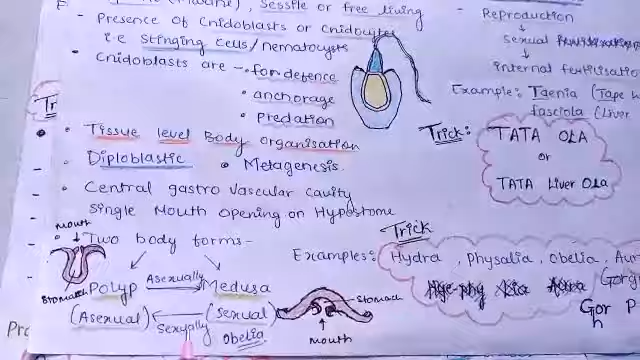 Sessile or free living
- Reproduction
Presence of Cnidoblasts or Cnidocytes
i.e Stinging cells/nematocysts
sexual
internal fertilisation
Cnidoblasts are - for defence
anchorage
predation
Example: Taenia (Tape
fasciola (Liver
Trick:
TATA OLA
or
TATA Liver OLA
Tissue level Body organisation
Diploblastic
Metagenesis.
Central gastro vascular cavity
Single Mouth opening on Hypostome
Two body forms-
mouth
stomach
Polyp
Asexually
Medusa
(Asexual)
Sexually
(sexual)
Obelia
Stomach
mouth
Trick
Examples: Hydra, Physalia, Obelia,